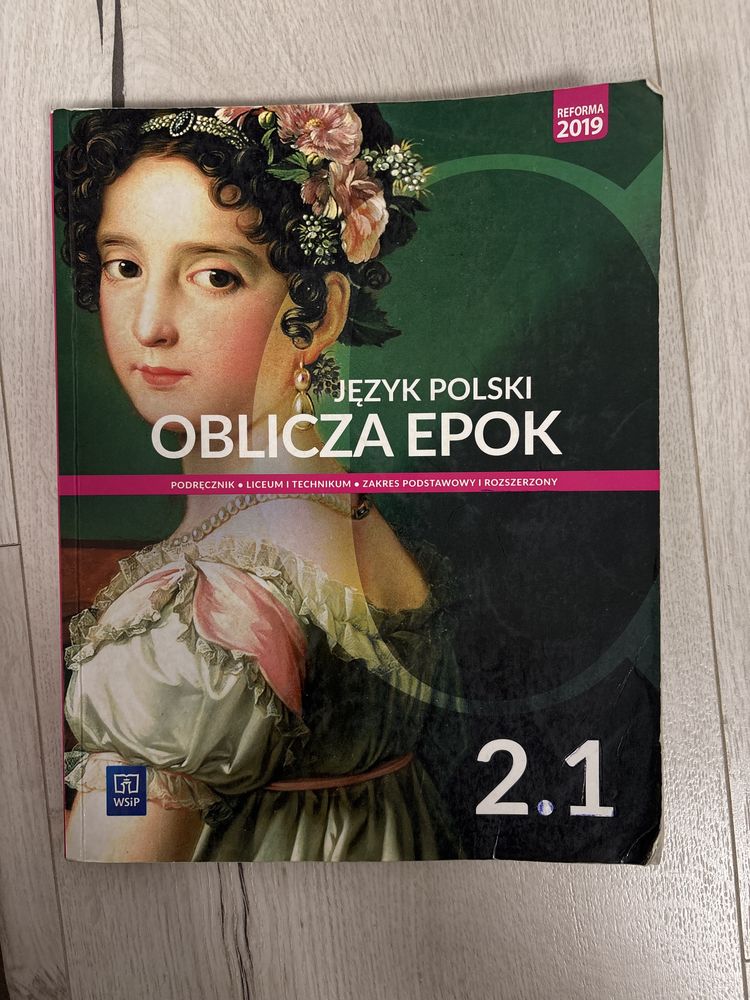 REFORMA
2019
JĘZYK POLSKI
OBLICZA EPOK
PODRĘCZNIK • LICEUM I TECHNIKUM • ZAKRES PODSTAWOWY I ROZSZERZONY
2.1
WSiP